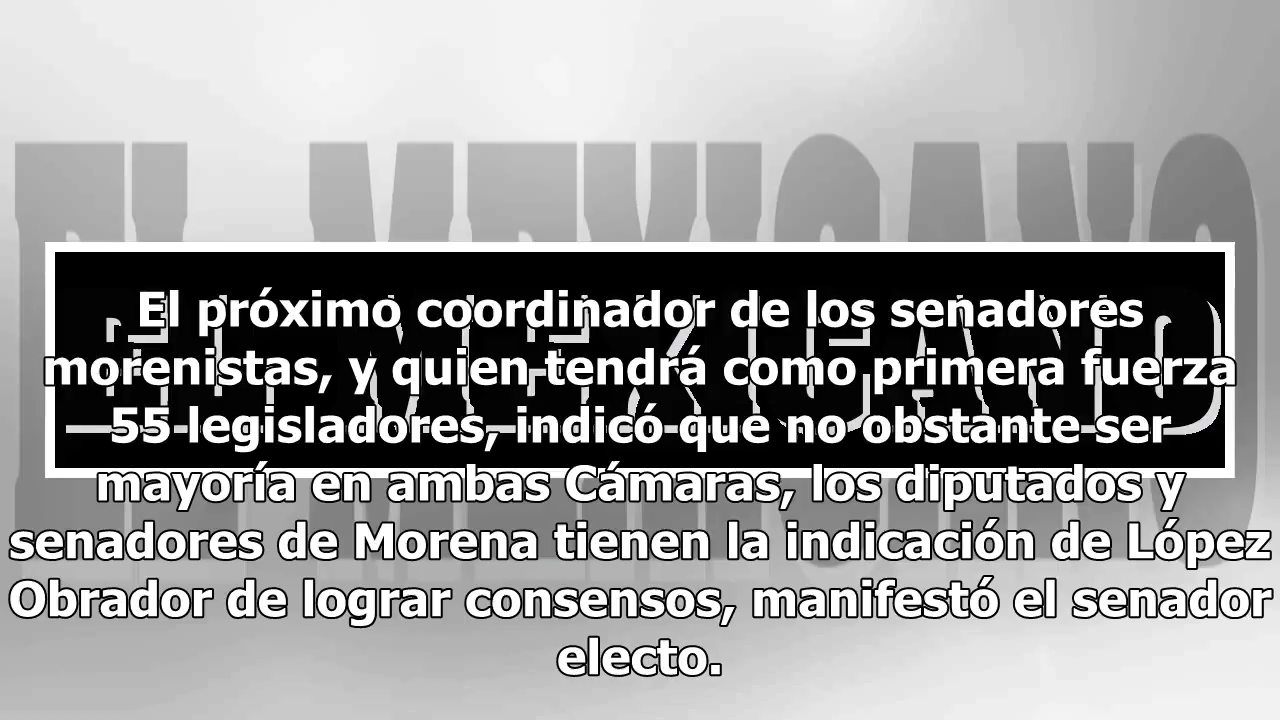 EL MEXICANO
El próximo coordinador de los senadores
morenistas, y quien tendrá como primera fuerza
55 legisladores, indicó que no obstante ser
mayoría en ambas Cámaras, los diputados y
senadores de Morena tienen la indicación de López
Obrador de lograr consensos, manifestó el senador
electo.